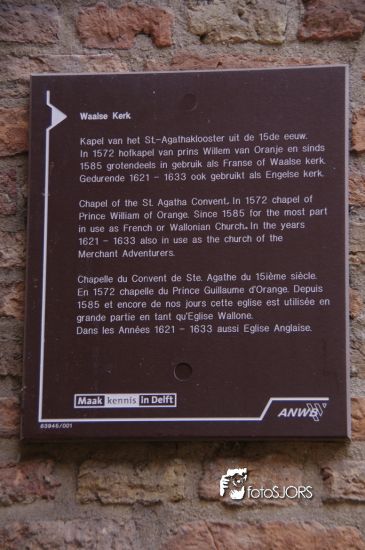 Waalse Kerk
Kapel van het St.-Agathaklooster uit de 15de eeuw.
In 1572 hofkapel van prins Willem van Oranje en sinds
1585 grotendeels in gebruik als Franse of Waalse kerk.
Gedurende 1621 - 1633 ook gebruikt als Engelse kerk.
Chapel of the St. Agatha Convent. In 1572 chapel of
Prince William of Orange. Since 1585 for the most part
in use as French or Wallonian Church. In the years
1621 - 1633 also in use as the church of the
Merchant Adventurers.
Chapelle du Convent de Ste. Agathe du 15ième siècle.
En 1572 chapelle du Prince Guillaume d'Orange. Depuis
1585 et encore de nos jours cette eglise est utilisée en
grande partie en tant qu'Eglise Wallone.
Dans les Années 1621 - 1633 aussi Eglise Anglaise.
Maak kennis in Delft
ANWB
83946/001
fotoSJORS